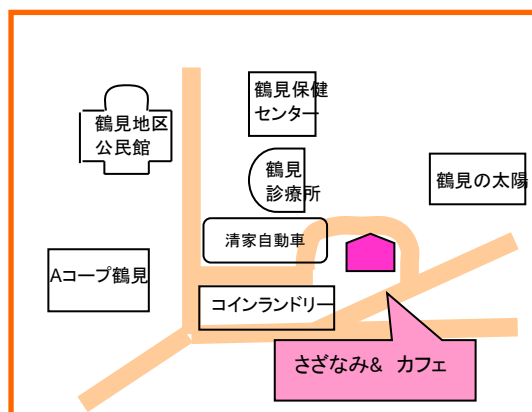 鶴見保健
センター
鶴見地区
公民館
鶴見
診療所
鶴見の太陽
清家自動車
Aコープ鶴見
コインランドリー
さざなみ& カフェ